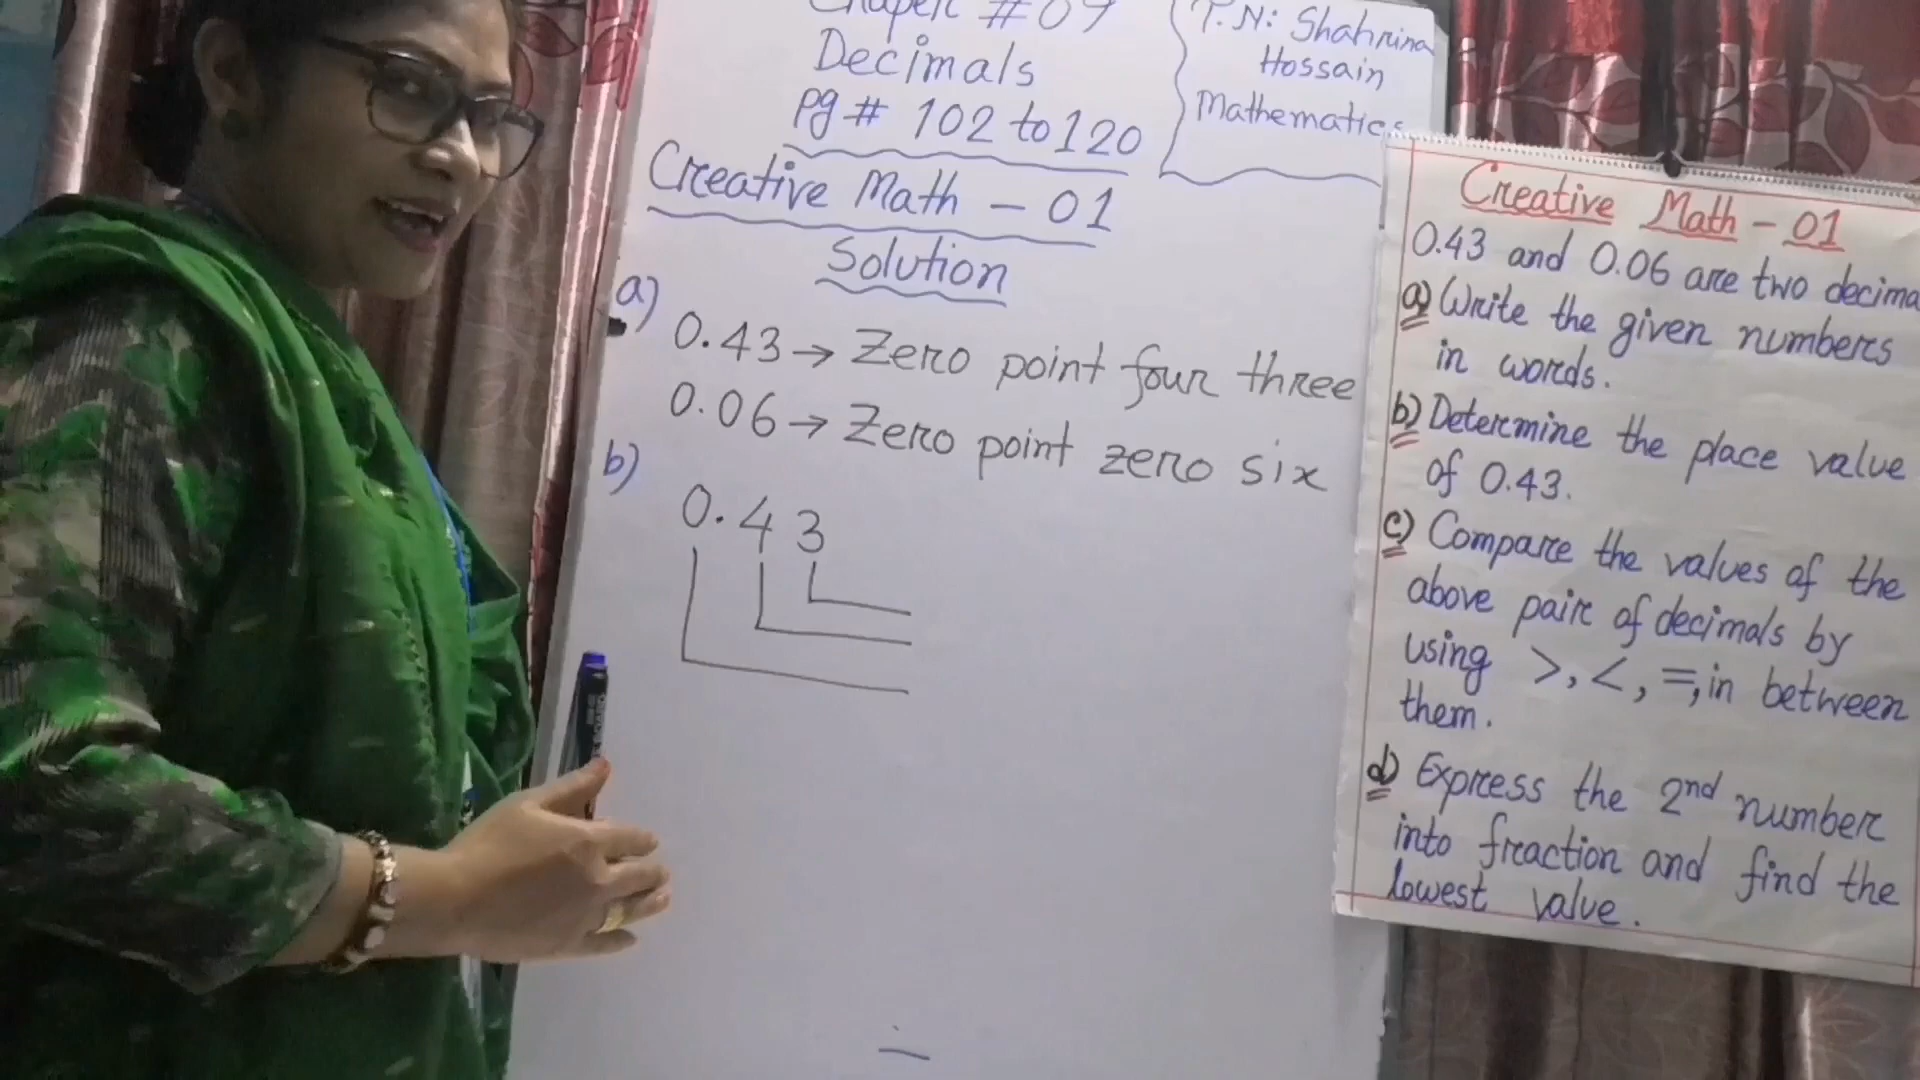 Chapter #09
Decimals
pg# 102 to 120
T.N: Shahrina
Hossain
Mathematics
Creative Math - 01
Solution
a)
0.43 → Zero point four three
0.06 → Zero point zero six
b)
0.43
Creative Math - 01
0.43 and 0.06 are two decima
a) Write the given numbers
in words.
b) Determine the place value
of 0.43.
c) Compare the values of the
above pair of decimals by
using >, <, =, in between
them.
d) Express the 2nd number
into fraction and find the
lowest value.